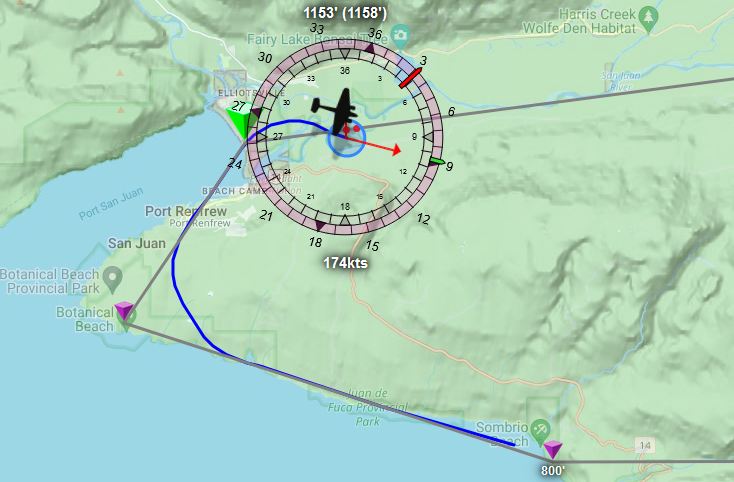 1153' (1158')
Harris Creek
Wolfe Den Habitat
Fairy Lake
33
36
30
3
San Juan
River
36
33
3
ELLIOTSVILLE
30
6
27
6
27
9
24
9
24
12
BEACH CAMP
21
15
18
Port San Juan
Port Renfrew
Port Renfrew
21
12
18
15
San Juan
174kts
Botanical Beach
Provincial Park
Botanical
Beach
Juan de
Fuca Provincial
Park
Sombrio
Beach
14
800'